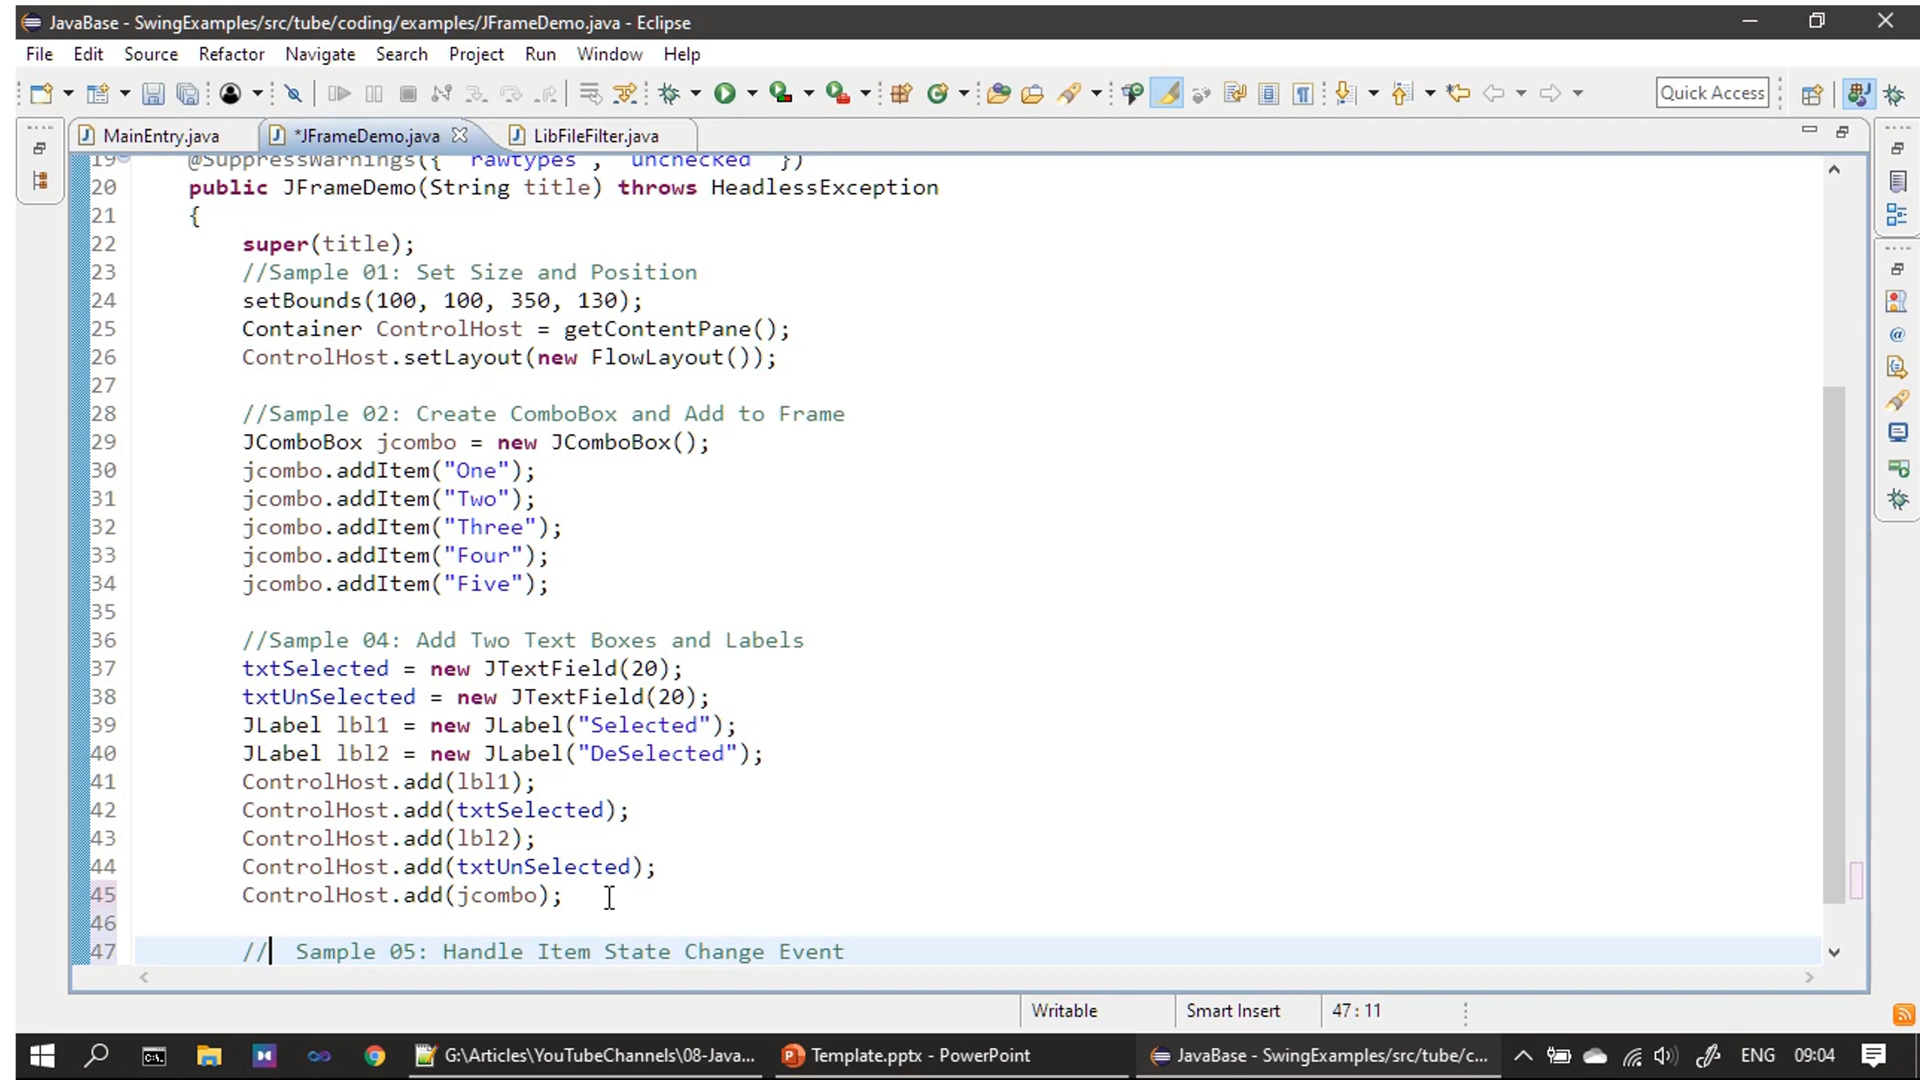 JavaBase - SwingExamples/src/tube/coding/examples/JFrameDemo.java - Eclipse
File Edit Source Refactor Navigate Search Project Run Window Help
Quick Access
MainEntry.java *JFrameDemo.java LibFileFilter.java
19 @SuppressWarnings({ "rawtypes", "unchecked" })
20 public JFrameDemo(String title) throws HeadlessException
21 {
22 super(title);
23 //Sample 01: Set Size and Position
24 setBounds(100, 100, 350, 130);
25 Container ControlHost = getContentPane();
26 ControlHost.setLayout(new FlowLayout());
27
28 //Sample 02: Create ComboBox and Add to Frame
29 JComboBox jcombo = new JComboBox();
30 jcombo.addItem("One");
31 jcombo.addItem("Two");
32 jcombo.addItem("Three");
33 jcombo.addItem("Four");
34 jcombo.addItem("Five");
35
36 //Sample 04: Add Two Text Boxes and Labels
37 txtSelected = new JTextField(20);
38 txtUnSelected = new JTextField(20);
39 JLabel lbl1 = new JLabel("Selected");
40 JLabel lbl2 = new JLabel("DeSelected");
41 ControlHost.add(lbl1);
42 ControlHost.add(txtSelected);
43 ControlHost.add(lbl2);
44 ControlHost.add(txtUnSelected);
45 ControlHost.add(jcombo);
46
47 // Sample 05: Handle Item State Change Event
Writable Smart Insert 47 : 11
G:\Articles\YouTubeChannels\08-Java... Template.pptx - PowerPoint JavaBase - SwingExamples/src/tube/c... ENG 09:04